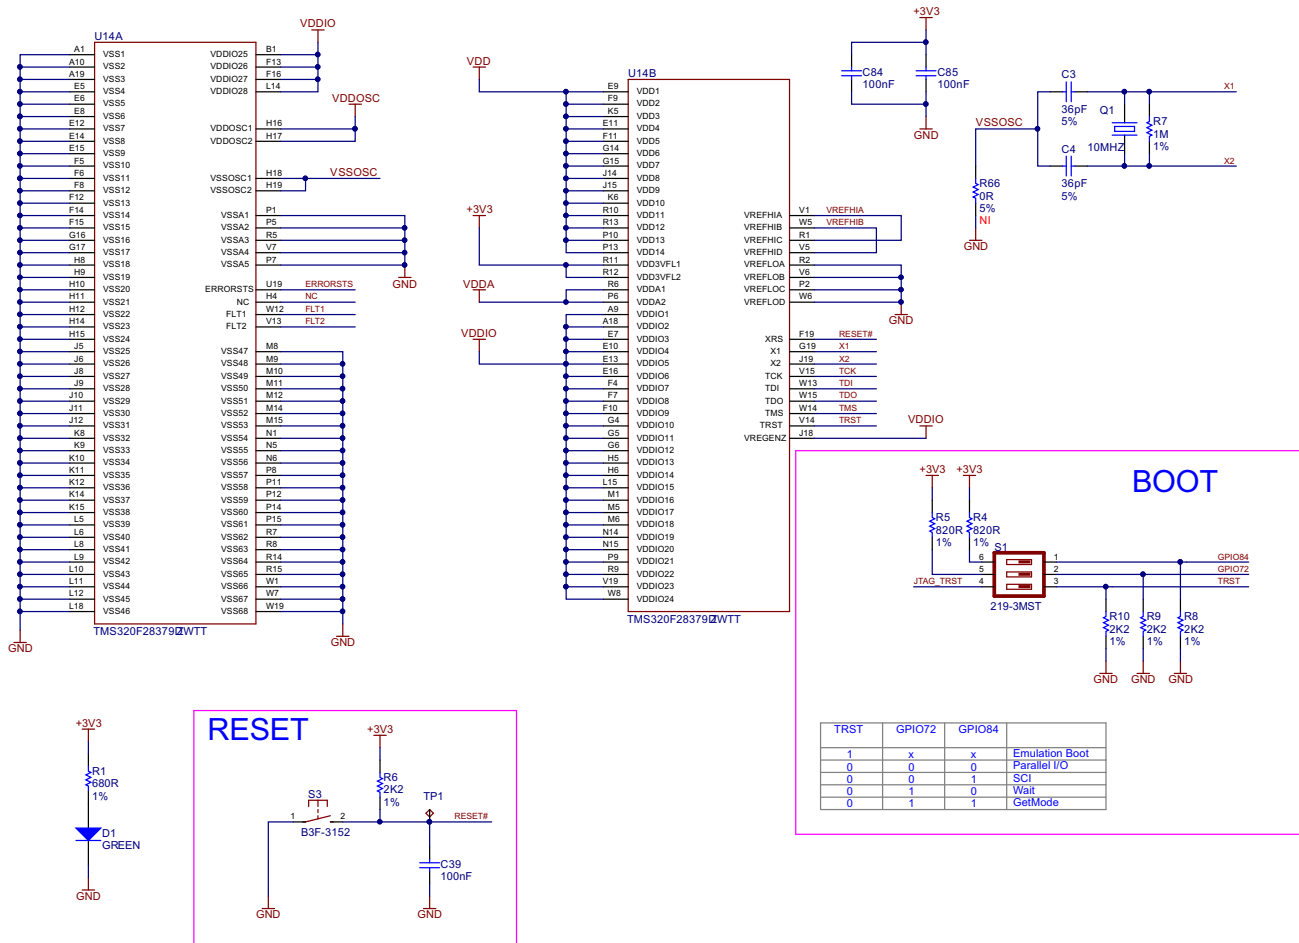 U14A
VDDIO
A1 VSS1 VDDIO25 B1
A10 VSS2 VDDIO26 F13
A19 VSS3 VDDIO27 F16
E5 VSS4 VDDIO28 L14
E6 VSS5
E8 VSS6 VDDOSC
E12 VSS7 VDDOSC1 H16
E14 VSS8 VDDOSC2 H17
E15 VSS9
F5 VSS10
F6 VSS11 VSSOSC1 H18 VSSOSC
F8 VSS12 VSSOSC2 H19
F12 VSS13
F14 VSS14 VSSA1 P1
F15 VSS15 VSSA2 P5
G16 VSS16 VSSA3 R5
G17 VSS17 VSSA4 V7
H8 VSS18 VSSA5 P7
H9 VSS19 GND
H10 VSS20 ERRORSTS U19 ERRORSTS
H11 VSS21 NC H4 NC
H12 VSS22 FLT1 W12 FLT1
H14 VSS23 FLT2 V13 FLT2
H15 VSS24
J5 VSS25 VSS47 M8
J6 VSS26 VSS48 M9
J8 VSS27 VSS49 M10
J9 VSS28 VSS50 M11
J10 VSS29 VSS51 M12
J11 VSS30 VSS52 M14
J12 VSS31 VSS53 M15
K8 VSS32 VSS54 N1
K9 VSS33 VSS55 N5
K10 VSS34 VSS56 N6
K11 VSS35 VSS57 P8
K12 VSS36 VSS58 P11
K14 VSS37 VSS59 P12
K15 VSS38 VSS60 P14
L5 VSS39 VSS61 P15
L6 VSS40 VSS62 R7
L8 VSS41 VSS63 R8
L9 VSS42 VSS64 R14
L10 VSS43 VSS65 R15
L11 VSS44 VSS66 W1
L12 VSS45 VSS67 W7
L18 VSS46 VSS68 W19
GND
GND
U14B
VDD
E9 VDD1
F9 VDD2
K5 VDD3
E11 VDD4
F11 VDD5
G14 VDD6
G15 VDD7
J14 VDD8
J15 VDD9
K6 VDD10
+3V3
R10 VDD11 VREFHIA V1 VREFHIA
R13 VDD12 VREFHIB W5 VREFHIB
P10 VDD13 VREFHIC R1
P13 VDD14 VREFHID V5
R11 VDD3VFL1 VREFLOA R2
R12 VDD3VFL2 VREFLOB V6
VDDA
R6 VDDA1 VREFLOC P2
P6 VDDA2 VREFLOD W6
A9 VDDIO1 GND
A18 VDDIO2
VDDIO
E7 VDDIO3 XRS F19 RESET#
E10 VDDIO4 X1 G19 X1
E13 VDDIO5 X2 J19 X2
E16 VDDIO6 TCK V15 TCK
F4 VDDIO7 TDI W13 TDI
F7 VDDIO8 TDO W15 TDO
F10 VDDIO9 TMS W14 TMS
G4 VDDIO10 TRST V14 TRST
G5 VDDIO11 VREGENZ J18 VDDIO
G6 VDDIO12
H5 VDDIO13
H6 VDDIO14
L15 VDDIO15
M1 VDDIO16
M5 VDDIO17
M6 VDDIO18
N14 VDDIO19
N15 VDDIO20
P9 VDDIO21
R9 VDDIO22
V19 VDDIO23
W8 VDDIO24
+3V3
C84
100nF
C85
100nF
GND
VSSOSC
C3
36pF
5%
C4
36pF
5%
Q1
10MHZ
R7
1M
1%
X1
X2
R66
0R
5%
NI
GND
BOOT
+3V3 +3V3
R5
820R
1%
R4
820R
1%
S1
6 1 GPIO84
5 2 GPIO72
JTAG_TRST 4 3 TRST
219-3MST
R10
2K2
1%
R9
2K2
1%
R8
2K2
1%
GND GND GND
TRST GPIO72 GPIO84
1 x x Emulation Boot
0 0 0 Parallel I/O
0 0 1 SCI
0 1 0 Wait
0 1 1 GetMode
+3V3
R1
680R
1%
D1
GREEN
GND
RESET
+3V3
R6
2K2
1%
S3
1 2
B3F-3152
TP1
RESET#
C39
100nF
GND GND